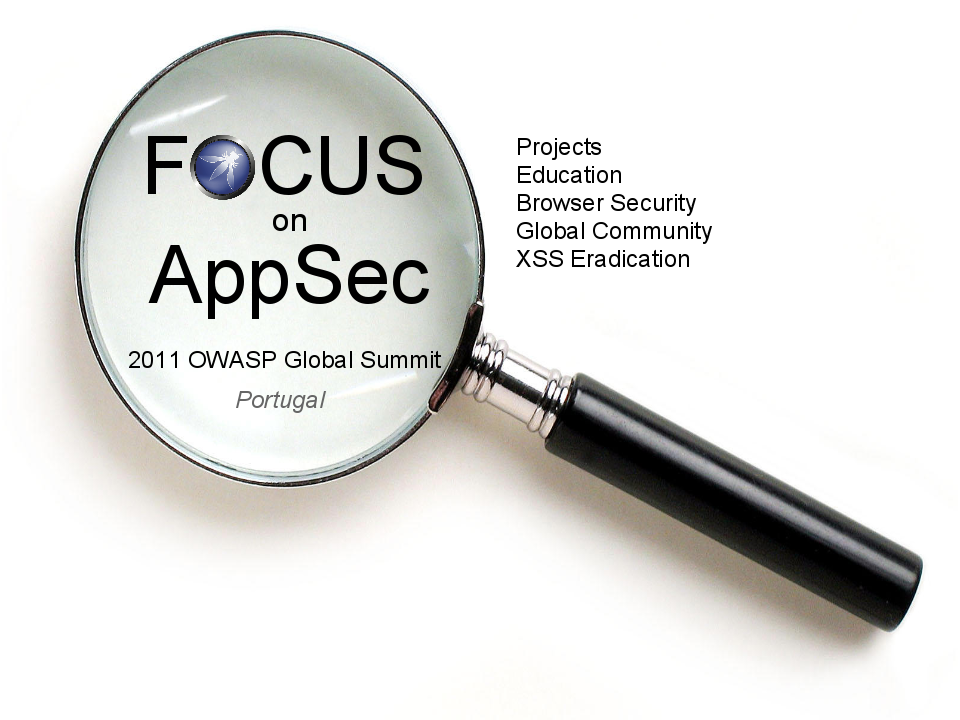 FOCUS
on
AppSec
2011 OWASP Global Summit
Portugal
Projects
Education
Browser Security
Global Community
XSS Eradication